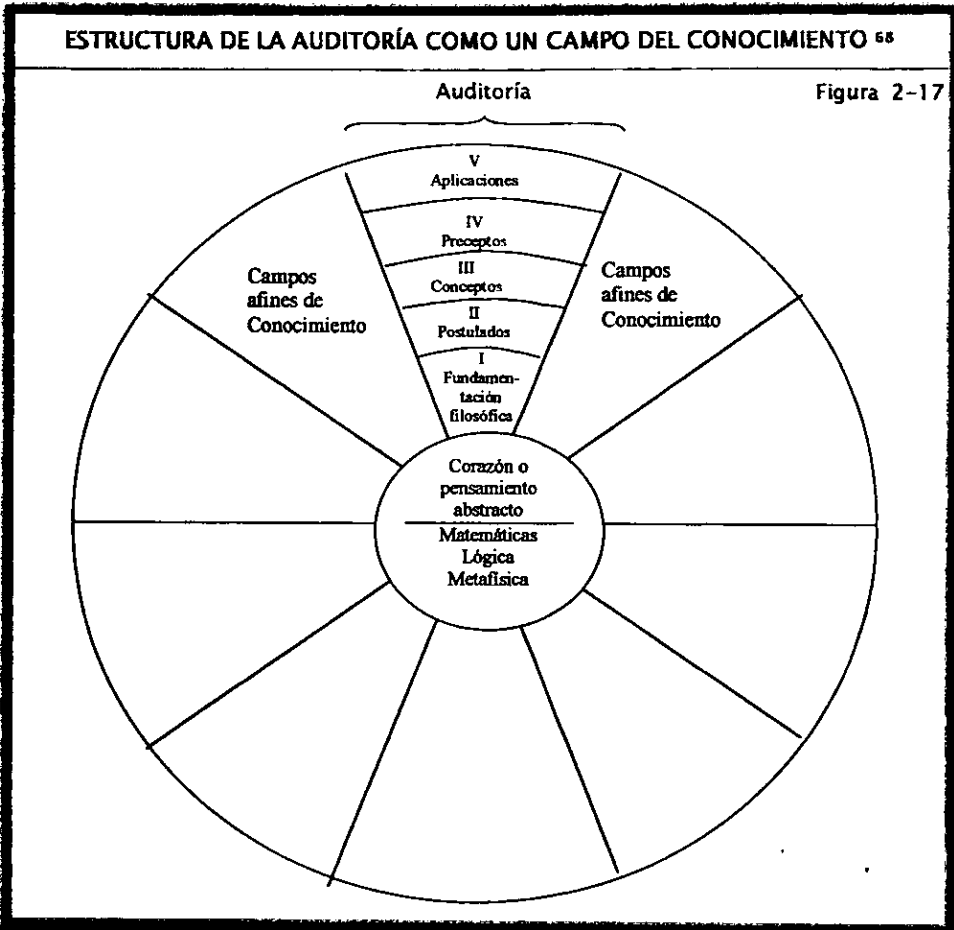 ESTRUCTURA DE LA AUDITORÍA COMO UN CAMPO DEL CONOCIMIENTO 68
Figura 2-17
Auditoría
V
Aplicaciones
IV
Preceptos
III
Conceptos
II
Postulados
I
Fundamen-
tación
filosófica
Campos
afines de
Conocimiento
Campos
afines de
Conocimiento
Corazón o
pensamiento
abstracto
Matemáticas
Lógica
Metafísica